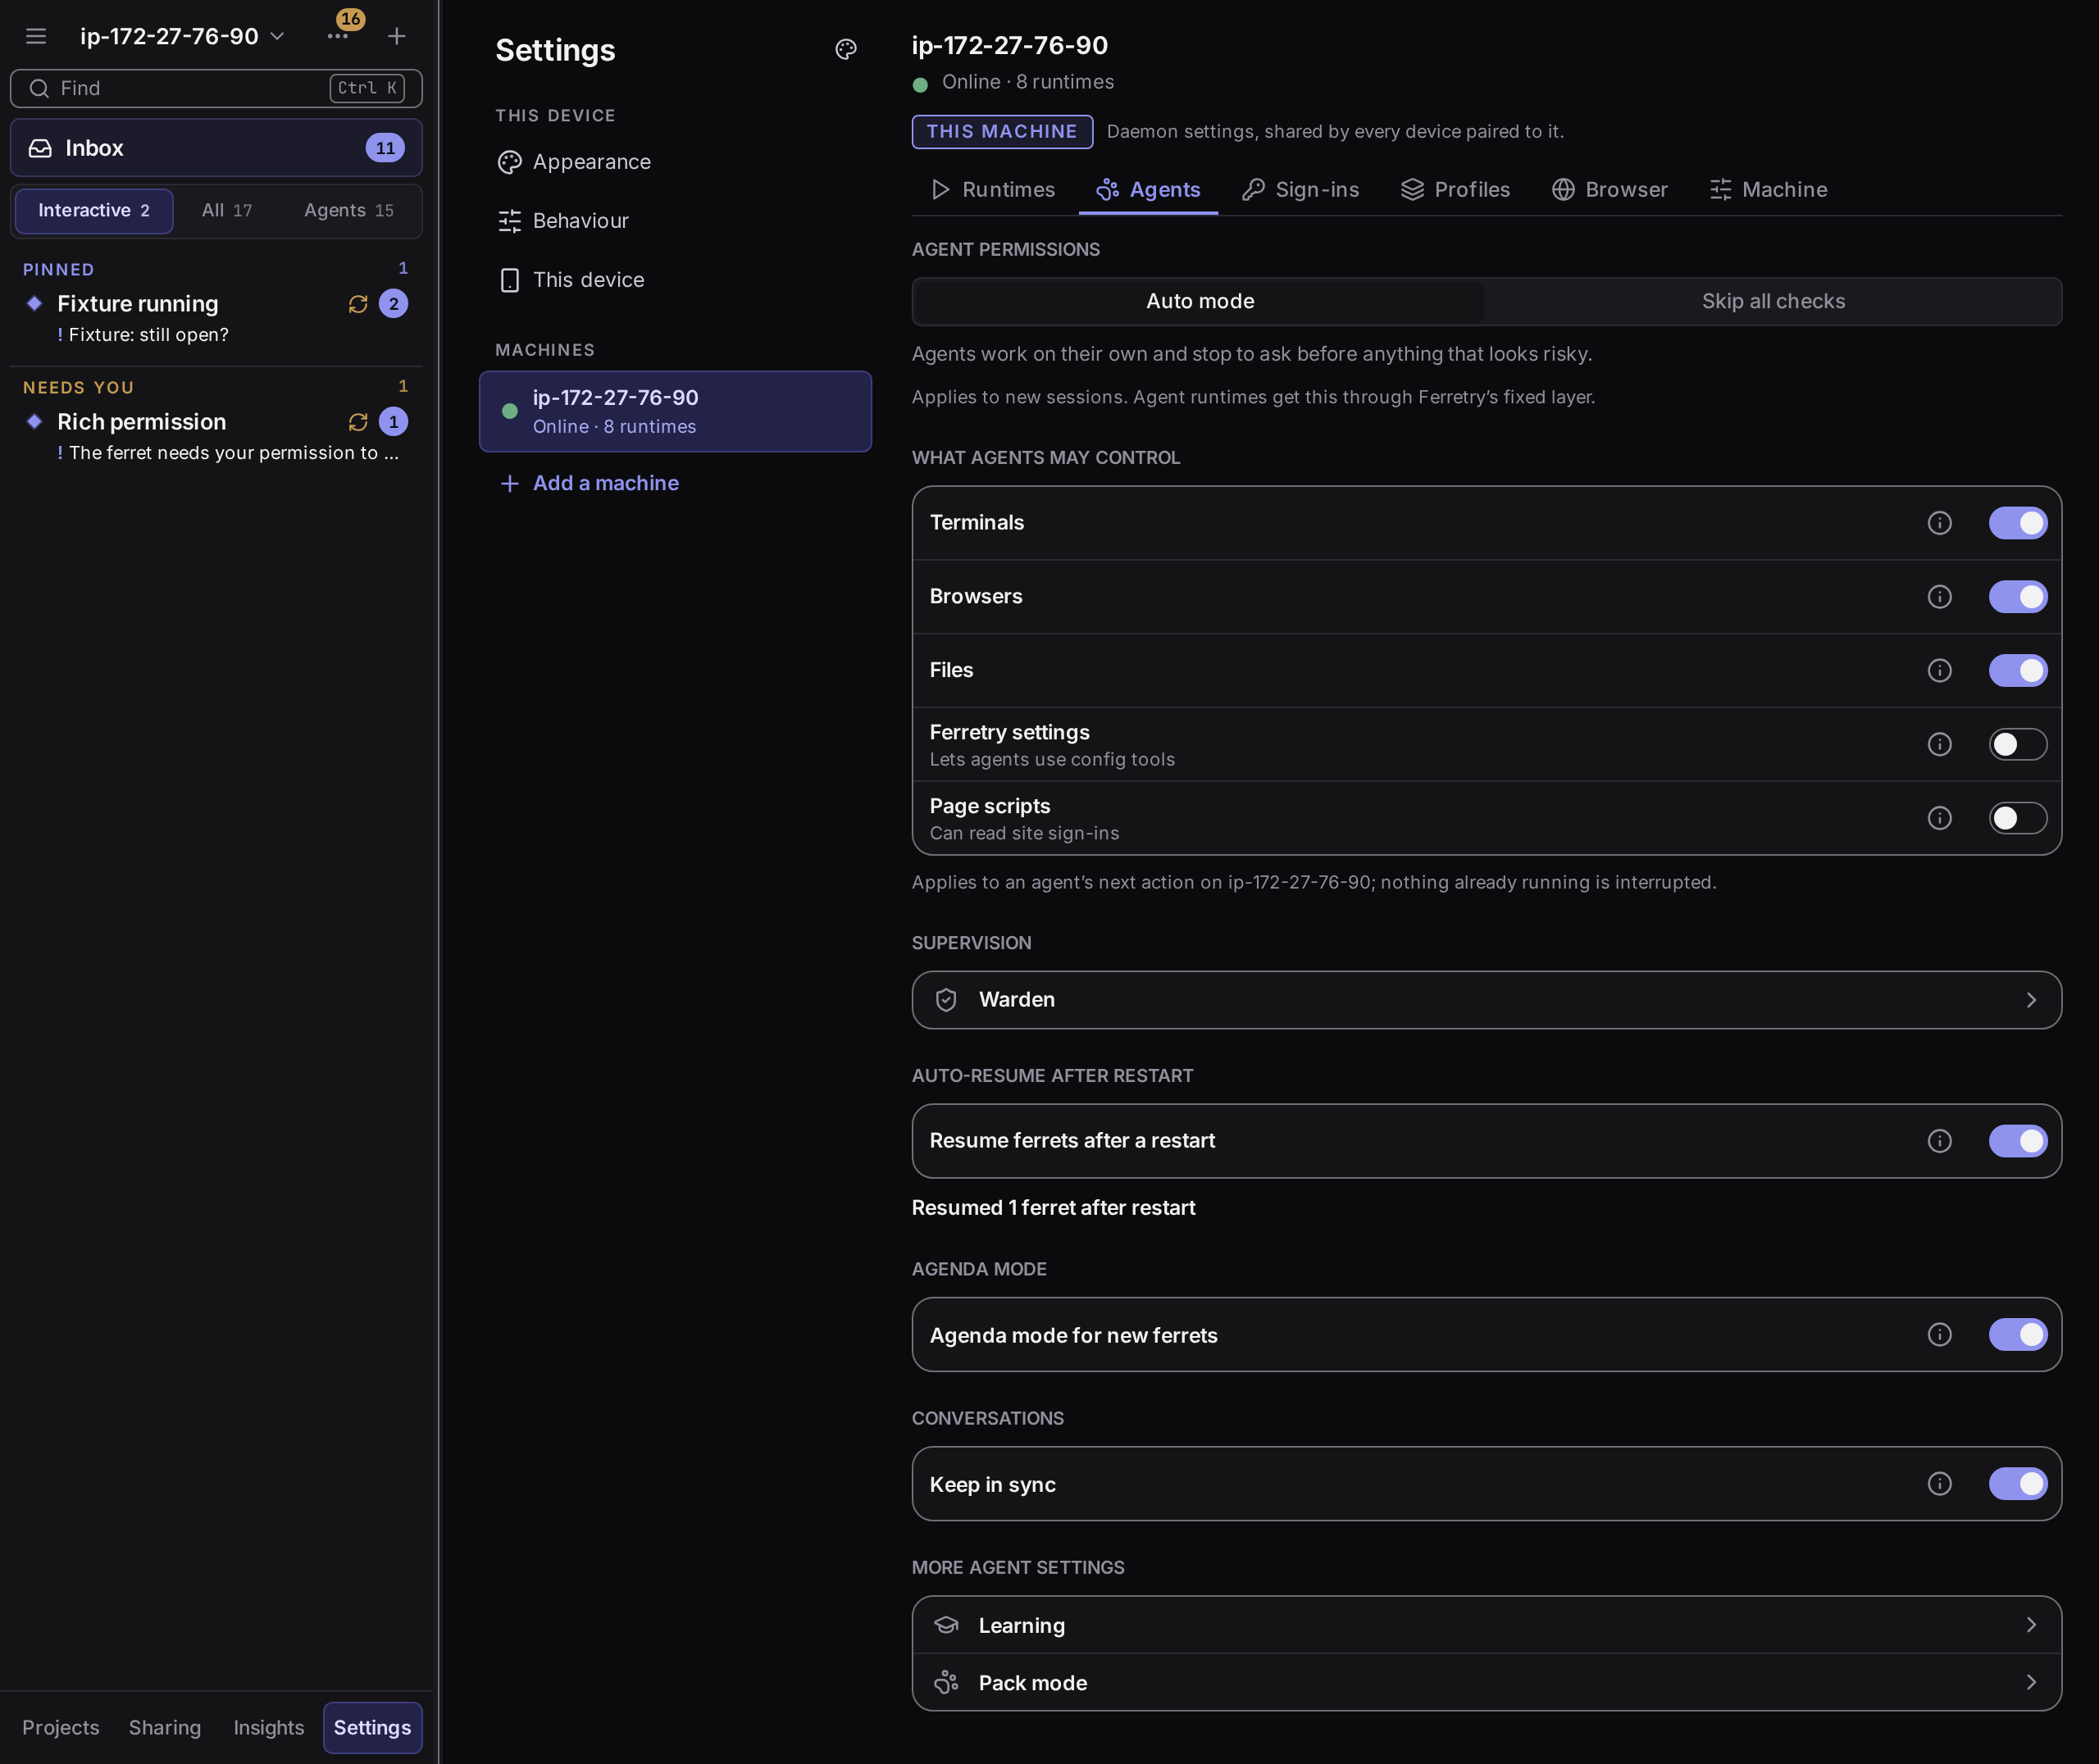 ip-172-27-76-90
16
Find
Ctrl K
Inbox
11
Interactive 2
All 17
Agents 15
PINNED
1
Fixture running
2
! Fixture: still open?
NEEDS YOU
1
Rich permission
1
! The ferret needs your permission to ...
Projects
Sharing
Insights
Settings
Settings
THIS DEVICE
Appearance
Behaviour
This device
MACHINES
ip-172-27-76-90
Online · 8 runtimes
Add a machine
ip-172-27-76-90
Online · 8 runtimes
THIS MACHINE
Daemon settings, shared by every device paired to it.
Runtimes
Agents
Sign-ins
Profiles
Browser
Machine
AGENT PERMISSIONS
Auto mode
Skip all checks
Agents work on their own and stop to ask before anything that looks risky.
Applies to new sessions. Agent runtimes get this through Ferretry’s fixed layer.
WHAT AGENTS MAY CONTROL
Terminals
Browsers
Files
Ferretry settings
Lets agents use config tools
Page scripts
Can read site sign-ins
Applies to an agent’s next action on ip-172-27-76-90; nothing already running is interrupted.
SUPERVISION
Warden
AUTO-RESUME AFTER RESTART
Resume ferrets after a restart
Resumed 1 ferret after restart
AGENDA MODE
Agenda mode for new ferrets
CONVERSATIONS
Keep in sync
MORE AGENT SETTINGS
Learning
Pack mode